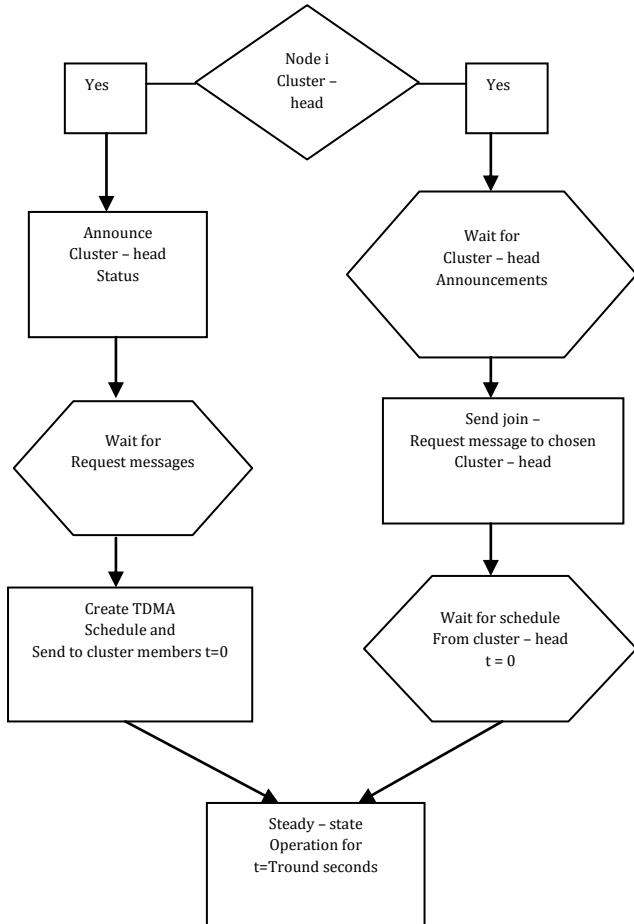 Node i
Cluster – head
Yes
Yes
Announce
Cluster – head
Status
Wait for
Cluster – head
Announcements
Wait for
Request messages
Send join –
Request message to chosen
Cluster – head
Create TDMA
Schedule and
Send to cluster members t=0
Wait for schedule
From cluster – head
t = 0
Steady – state
Operation for
t=Tround seconds